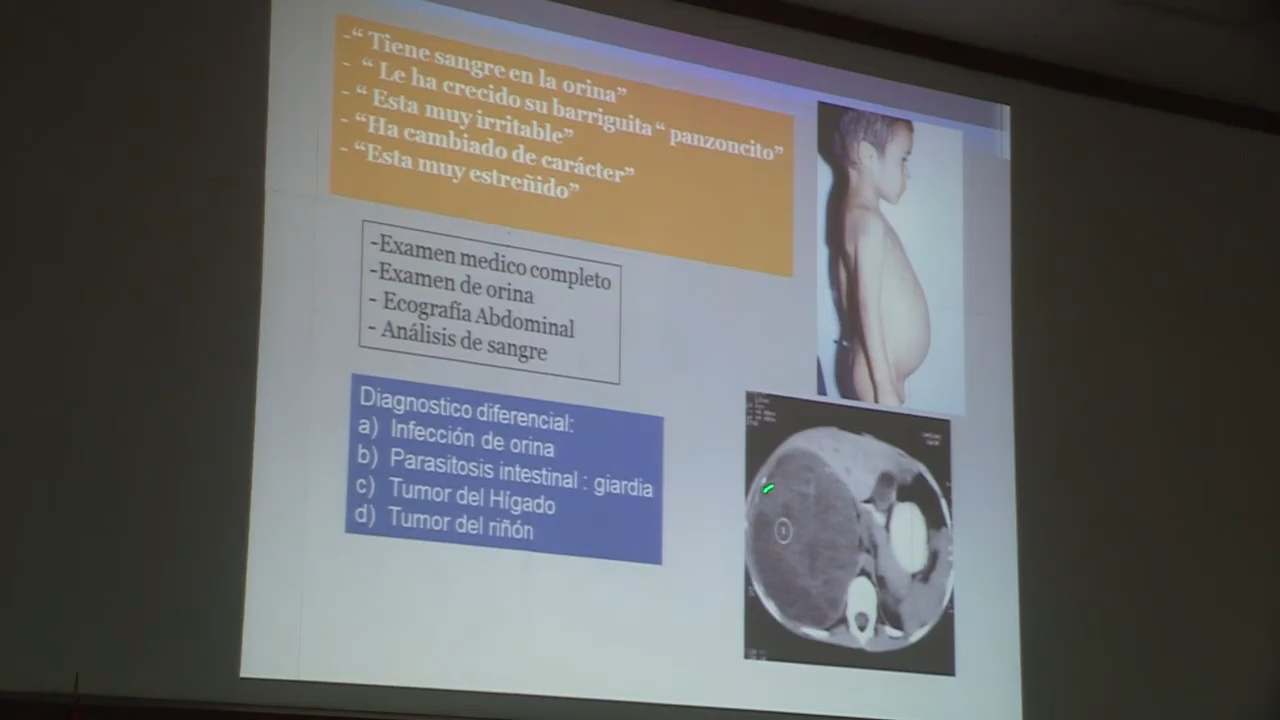 -“ Tiene sangre en la orina”
- “ Le ha crecido su barriguita “ panzoncito”
- “ Esta muy irritable”
- “Ha cambiado de carácter”
- “Esta muy estreñido”
-Examen medico completo
-Examen de orina
- Ecografía Abdominal
- Análisis de sangre
Diagnostico diferencial:
a) Infección de orina
b) Parasitosis intestinal : giardia
c) Tumor del Hígado
d) Tumor del riñón